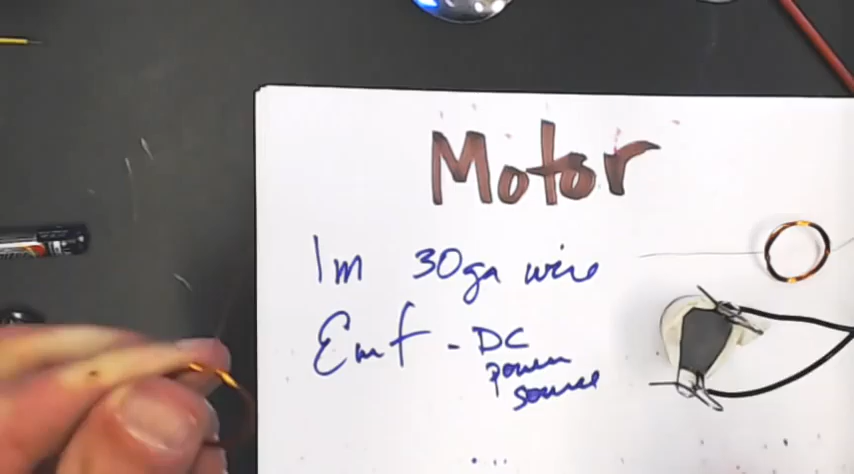 Motor
1m 30ga wire
Emf - DC
power
source